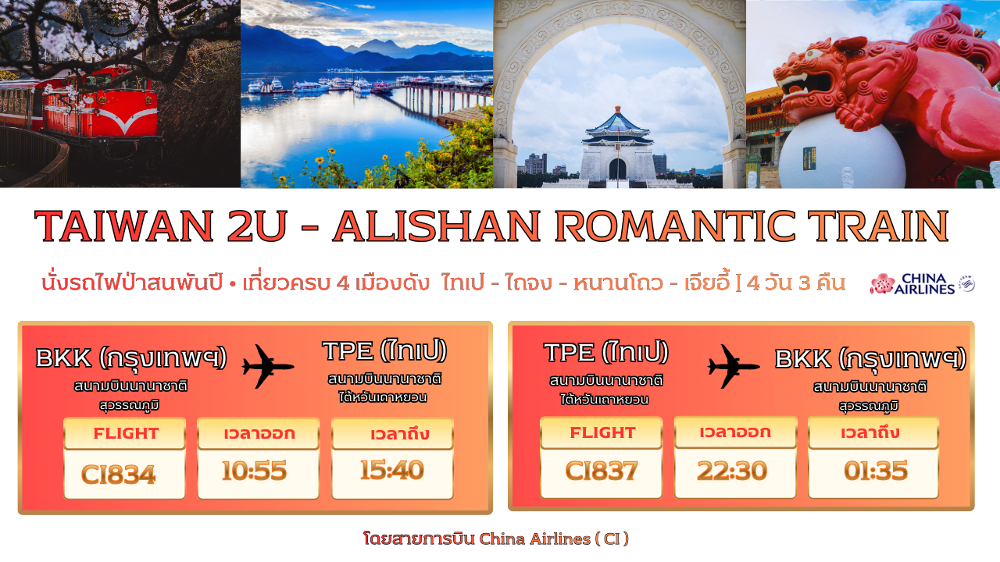 TAIWAN 2U - ALISHAN ROMANTIC TRAIN
นั่งรถไฟป่าสนพันปี • เที่ยวครบ 4 เมืองดัง ไทเป - ไถจง - หนานโถว - เจียอี้ | 4 วัน 3 คืน
CHINA
AIRLINES
BKK (กรุงเทพฯ)
สนามบินนานาชาติ
สุวรรณภูมิ
TPE (ไทเป)
สนามบินนานาชาติ
ไต้หวันเถาหยวน
FLIGHT เวลาออก เวลาถึง
CI834 10:55 15:40
TPE (ไทเป)
สนามบินนานาชาติ
ไต้หวันเถาหยวน
BKK (กรุงเทพฯ)
สนามบินนานาชาติ
สุวรรณภูมิ
FLIGHT เวลาออก เวลาถึง
CI837 22:30 01:35
โดยสายการบิน China Airlines ( CI )